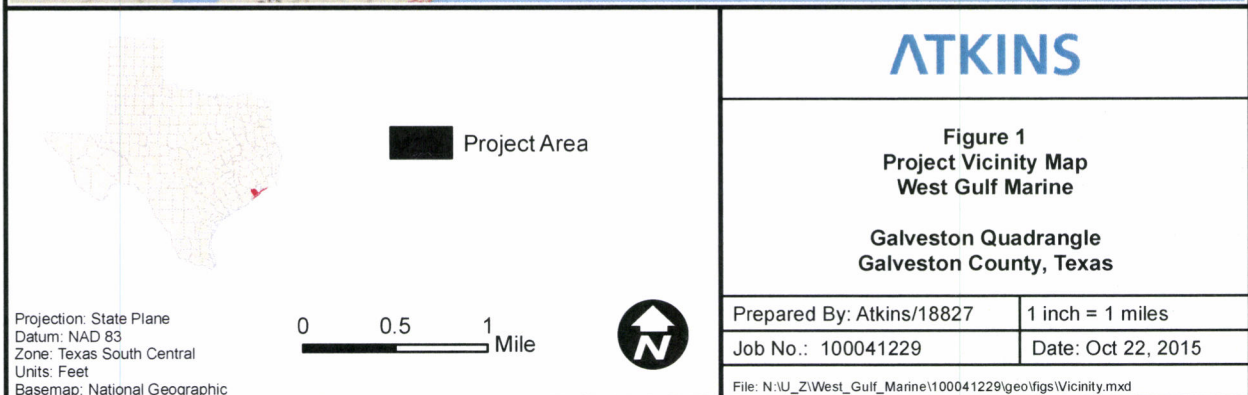 Project Area
Projection: State Plane
Datum: NAD 83
Zone: Texas South Central
Units: Feet
Basemap: National Geographic
0 0.5 1
Mile
N
ATKINS
Figure 1
Project Vicinity Map
West Gulf Marine
Galveston Quadrangle
Galveston County, Texas
Prepared By: Atkins/18827
1 inch = 1 miles
Job No.: 100041229
Date: Oct 22, 2015
File: N:\U_Z\West_Gulf_Marine\100041229\geo\figs\Vicinity.mxd